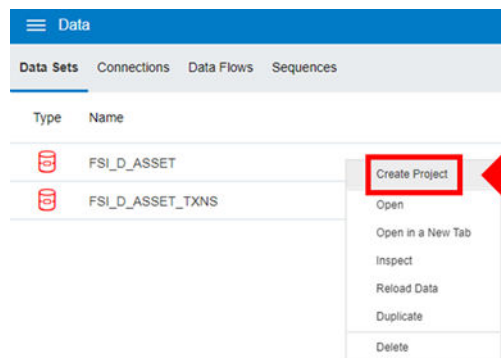 Data
Data Sets Connections Data Flows Sequences
Type Name
FSI_D_ASSET
FSI_D_ASSET_TXNS
Create Project
Open
Open in a New Tab
Inspect
Reload Data
Duplicate
Delete